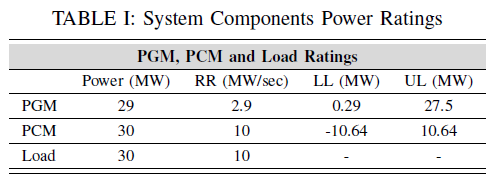 TABLE I: System Components Power Ratings
PGM, PCM and Load Ratings
Power (MW) RR (MW/sec) LL (MW) UL (MW)
PGM 29 2.9 0.29 27.5
PCM 30 10 -10.64 10.64
Load 30 10 - -